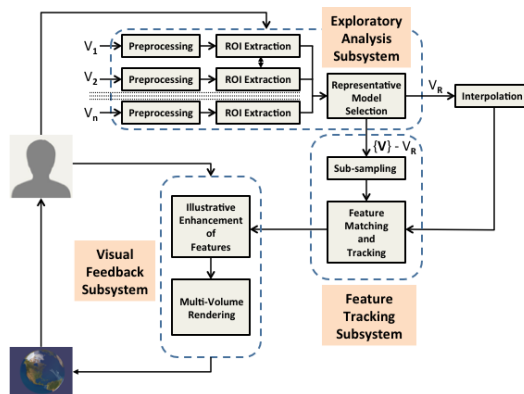 Exploratory
Analysis
Subsystem
V1
Preprocessing
ROI Extraction
V2
Preprocessing
ROI Extraction
Vn
Preprocessing
ROI Extraction
Representative
Model
Selection
VR
Interpolation
{V} - VR
Sub-sampling
Feature
Matching
and
Tracking
Feature
Tracking
Subsystem
Illustrative
Enhancement
of
Features
Multi-Volume
Rendering
Visual
Feedback
Subsystem